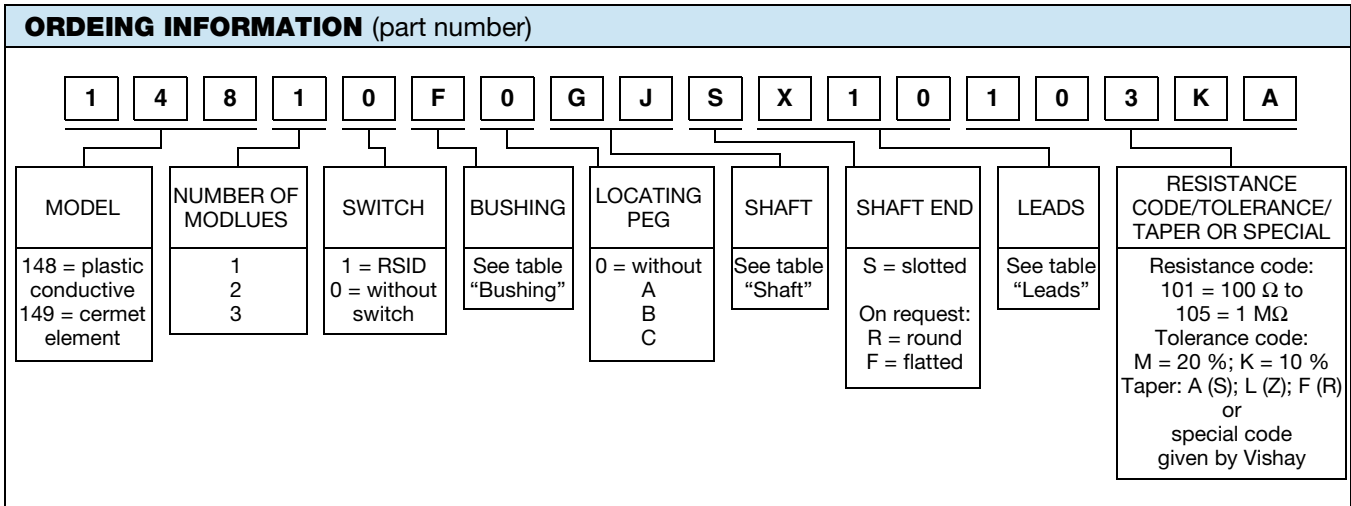 ORDEING INFORMATION (part number)
1 4 8 1 0 F 0 G J S X 1 0 1 0 3 K A
MODEL
148 = plastic
conductive
149 = cermet
element
NUMBER OF
MODLUES
1
2
3
SWITCH
1 = RSID
0 = without
switch
BUSHING
See table
“Bushing”
LOCATING
PEG
0 = without
A
B
C
SHAFT
See table
“Shaft”
SHAFT END
S = slotted
On request:
R = round
F = flatted
LEADS
See table
“Leads”
RESISTANCE
CODE/TOLERANCE/
TAPER OR SPECIAL
Resistance code:
101 = 100 Ω to
105 = 1 MΩ
Tolerance code:
M = 20 %; K = 10 %
Taper: A (S); L (Z); F (R)
or
special code
given by Vishay